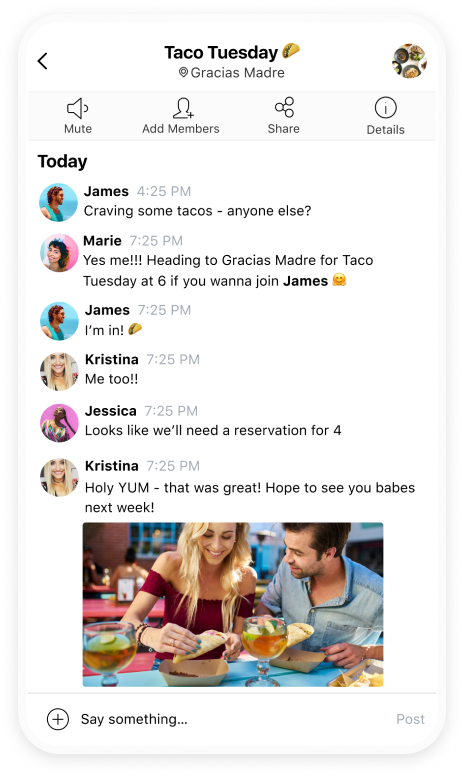 Taco Tuesday 🌮
Gracias Madre
Mute
Add Members
Share
Details
Today
James 4:25 PM
Craving some tacos - anyone else?
Marie 7:25 PM
Yes me!!! Heading to Gracias Madre for Taco
Tuesday at 6 if you wanna join James 🤗
James 7:25 PM
I’m in! 🌮
Kristina 7:25 PM
Me too!!
Jessica 7:25 PM
Looks like we’ll need a reservation for 4
Kristina 7:25 PM
Holy YUM - that was great! Hope to see you babes
next week!
Say something...
Post